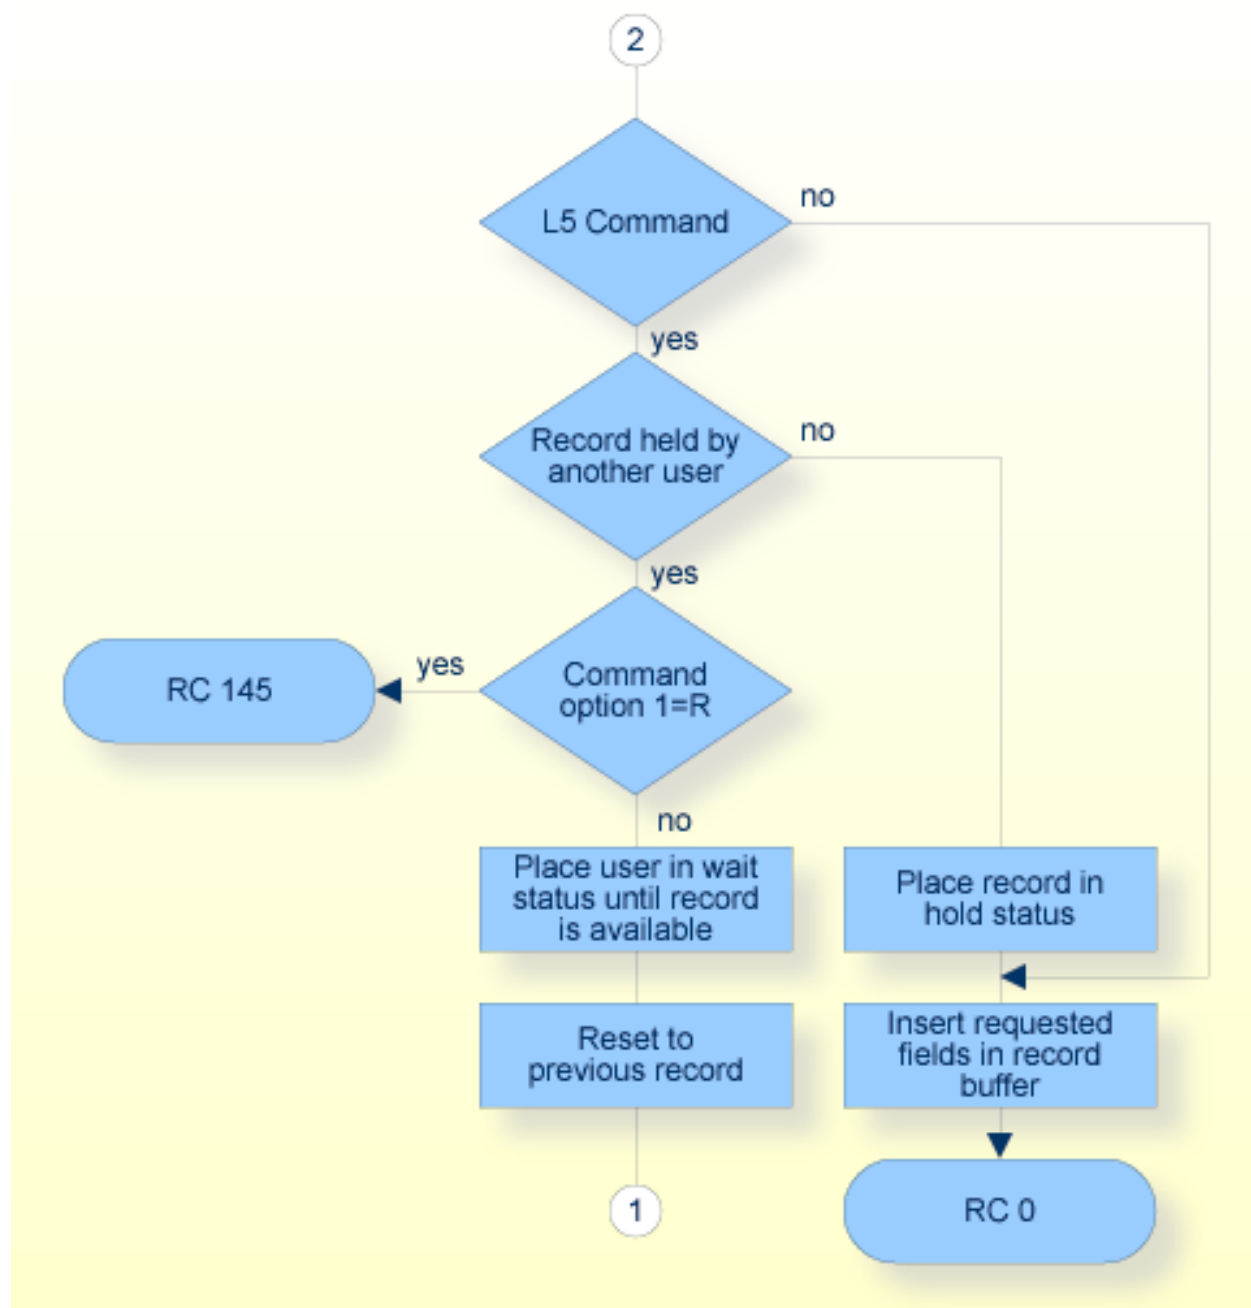 2
L5 Command
no
yes
Record held by
another user
no
yes
Command
option 1=R
yes
RC 145
no
Place user in wait
status until record
is available
Place record in
hold status
Reset to
previous record
Insert requested
fields in record
buffer
1
RC 0